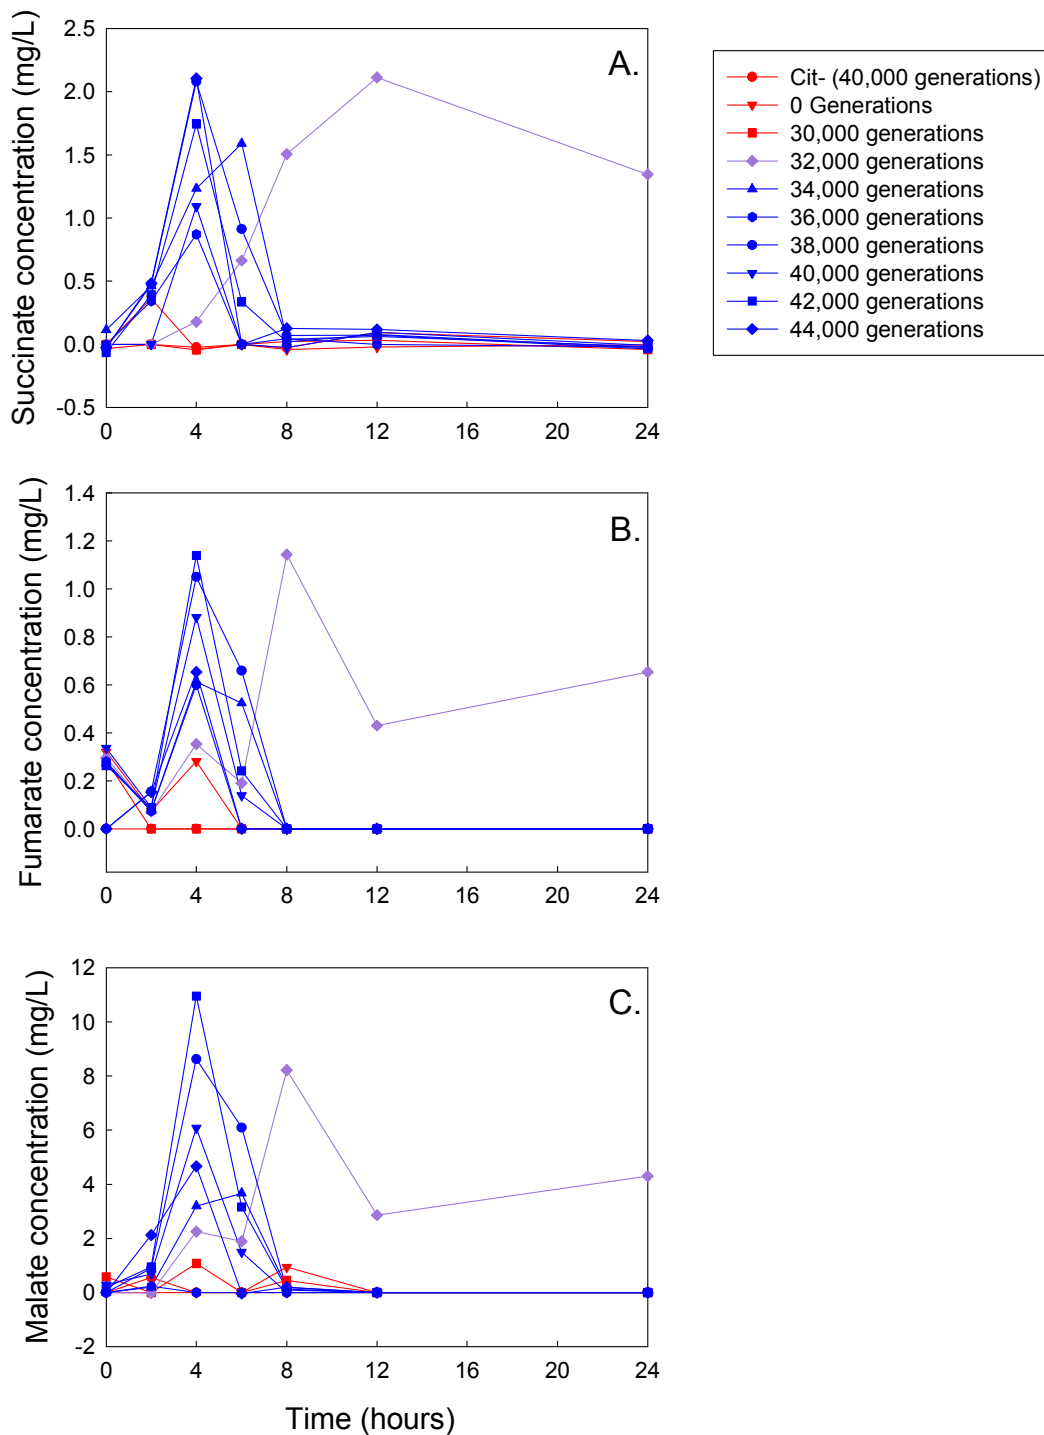 Succinate concentration (mg/L)
2.5
2.0
1.5
1.0
0.5
0.0
-0.5
A.
0 4 8 12 16 20 24
Cit- (40,000 generations)
0 Generations
30,000 generations
32,000 generations
34,000 generations
36,000 generations
38,000 generations
40,000 generations
42,000 generations
44,000 generations
Fumarate concentration (mg/L)
1.4
1.2
1.0
0.8
0.6
0.4
0.2
0.0
B.
0 4 8 12 16 20 24
Malate concentration (mg/L)
12
10
8
6
4
2
0
-2
C.
0 4 8 12 16 20 24
Time (hours)